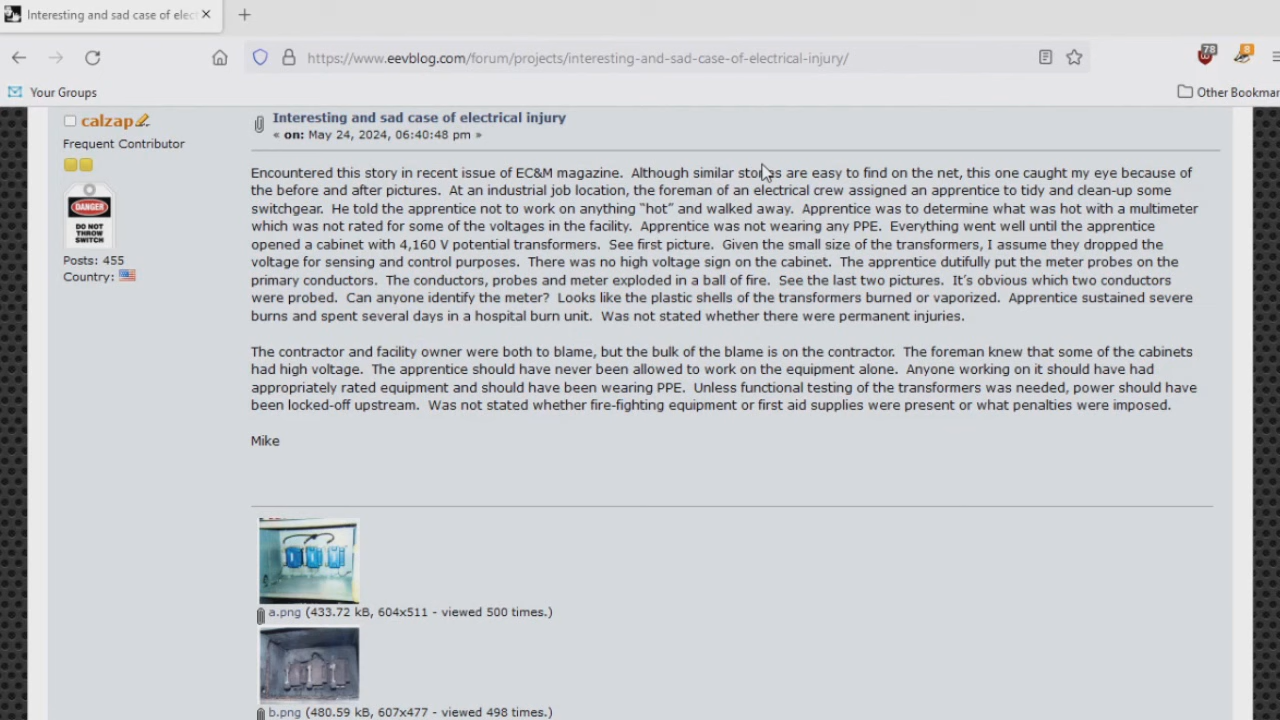 Interesting and sad case of elec
https://www.eevblog.com/forum/projects/interesting-and-sad-case-of-electrical-injury/
78
8
Your Groups
Other Bookmar
calzap
Frequent Contributor
DANGER
DO NOT
THROW
SWITCH
Posts: 455
Country:
Interesting and sad case of electrical injury
« on: May 24, 2024, 06:40:48 pm »
Encountered this story in recent issue of EC&M magazine. Although similar stories are easy to find on the net, this one caught my eye because of
the before and after pictures. At an industrial job location, the foreman of an electrical crew assigned an apprentice to tidy and clean-up some
switchgear. He told the apprentice not to work on anything “hot” and walked away. Apprentice was to determine what was hot with a multimeter
which was not rated for some of the voltages in the facility. Apprentice was not wearing any PPE. Everything went well until the apprentice
opened a cabinet with 4,160 V potential transformers. See first picture. Given the small size of the transformers, I assume they dropped the
voltage for sensing and control purposes. There was no high voltage sign on the cabinet. The apprentice dutifully put the meter probes on the
primary conductors. The conductors, probes and meter exploded in a ball of fire. See the last two pictures. It’s obvious which two conductors
were probed. Can anyone identify the meter? Looks like the plastic shells of the transformers burned or vaporized. Apprentice sustained severe
burns and spent several days in a hospital burn unit. Was not stated whether there were permanent injuries.
The contractor and facility owner were both to blame, but the bulk of the blame is on the contractor. The foreman knew that some of the cabinets
had high voltage. The apprentice should have never been allowed to work on the equipment alone. Anyone working on it should have had
appropriately rated equipment and should have been wearing PPE. Unless functional testing of the transformers was needed, power should have
been locked-off upstream. Was not stated whether fire-fighting equipment or first aid supplies were present or what penalties were imposed.
Mike
a.png (433.72 kB, 604x511 - viewed 500 times.)
b.png (480.59 kB, 607x477 - viewed 498 times.)